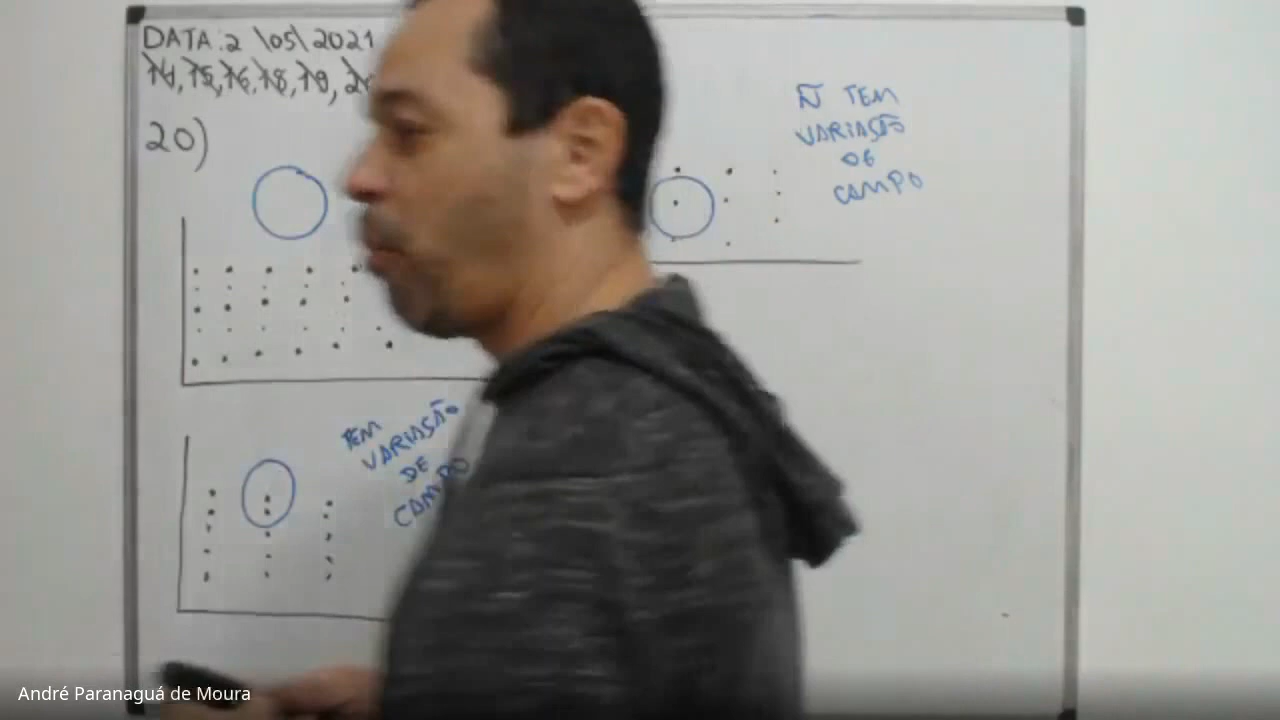 DATA: 2 \05\ 2021
14, 15, 16, 18, 19, 20
20)
Ñ TEM
VARIAÇÃO
DE
CAMPO
TEM
VARIAÇÃO
DE
CAMPO
André Paranaguá de Moura